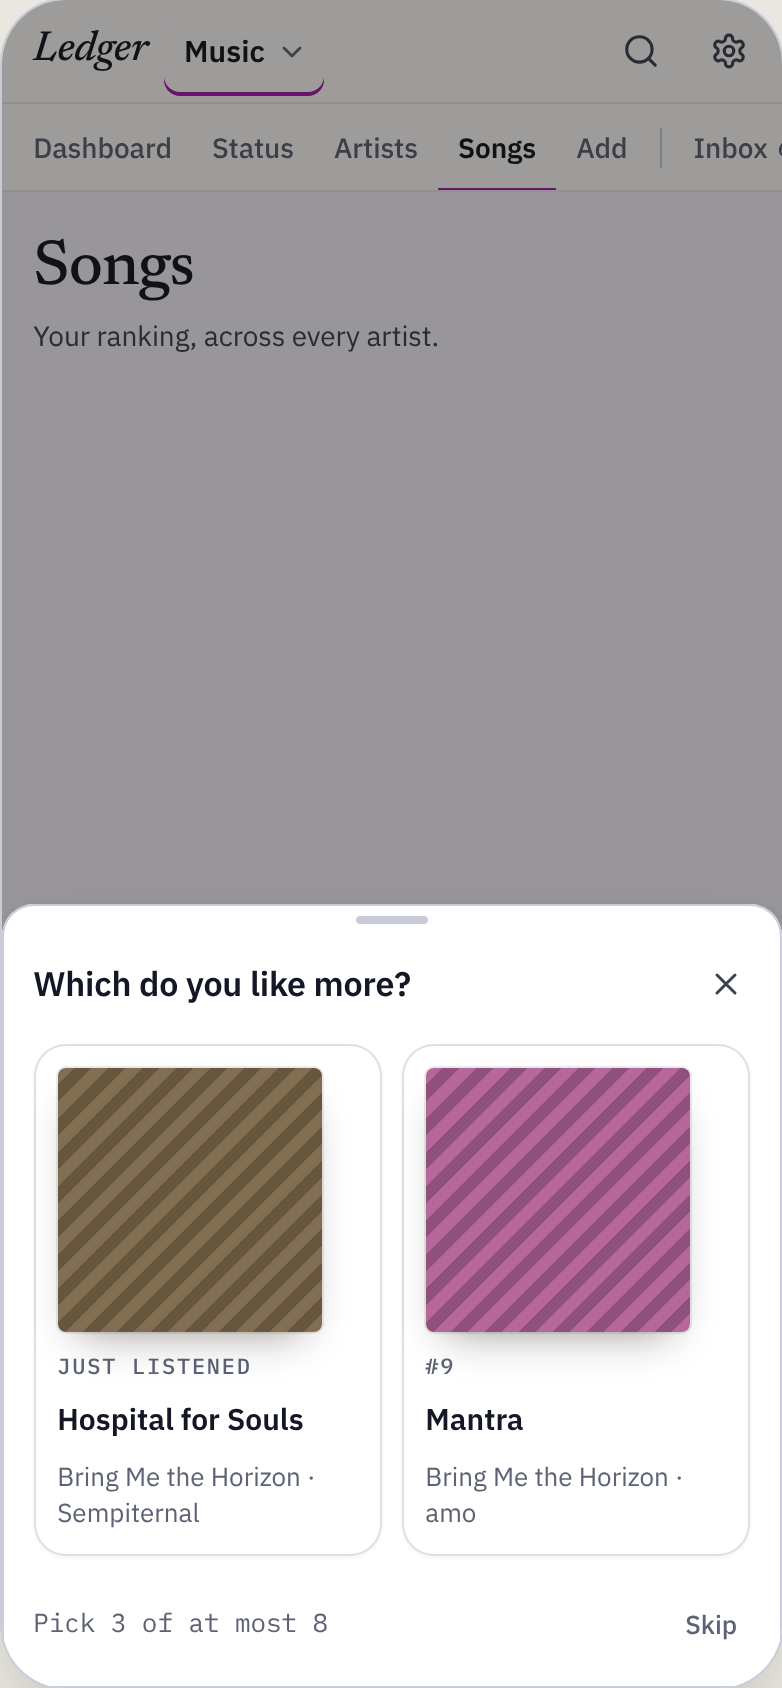 Ledger Music
Dashboard Status Artists Songs Add Inbox
Songs
Your ranking, across every artist.
Which do you like more?
JUST LISTENED
Hospital for Souls
Bring Me the Horizon ·
Sempiternal
#9
Mantra
Bring Me the Horizon ·
amo
Pick 3 of at most 8
Skip